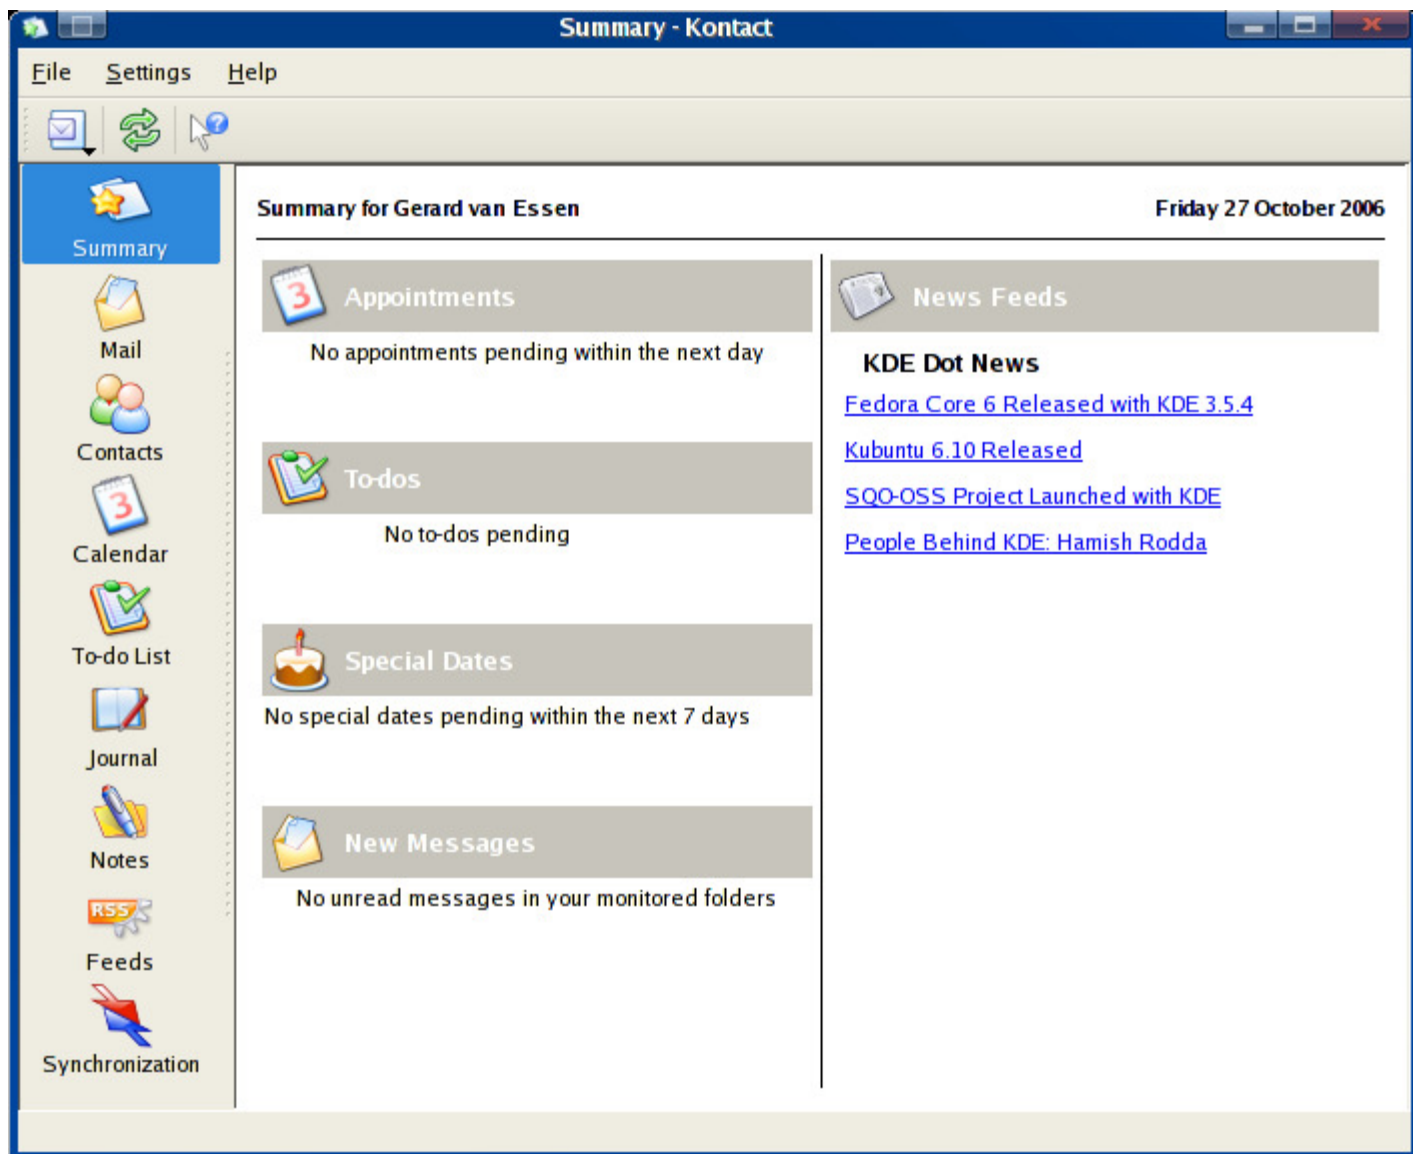 Summary - Kontact
File Settings Help
Summary
Mail
Contacts
3
Calendar
To-do List
Journal
Notes
RSS
Feeds
Synchronization
Summary for Gerard van Essen
Friday 27 October 2006
3
Appointments
No appointments pending within the next day
To-dos
No to-dos pending
Special Dates
No special dates pending within the next 7 days
New Messages
No unread messages in your monitored folders
News Feeds
KDE Dot News
Fedora Core 6 Released with KDE 3.5.4
Kubuntu 6.10 Released
SQO-OSS Project Launched with KDE
People Behind KDE: Hamish Rodda